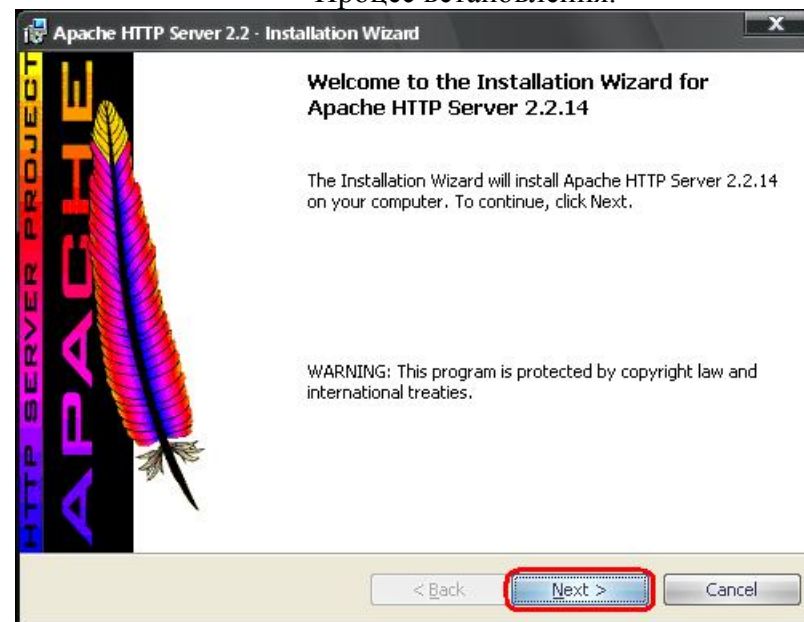 Процес встановлення:
Apache HTTP Server 2.2 - Installation Wizard
X
HTTP SERVER PROJECT
APACHE
Welcome to the Installation Wizard for
Apache HTTP Server 2.2.14
The Installation Wizard will install Apache HTTP Server 2.2.14
on your computer. To continue, click Next.
WARNING: This program is protected by copyright law and
international treaties.
< Back
Next >
Cancel